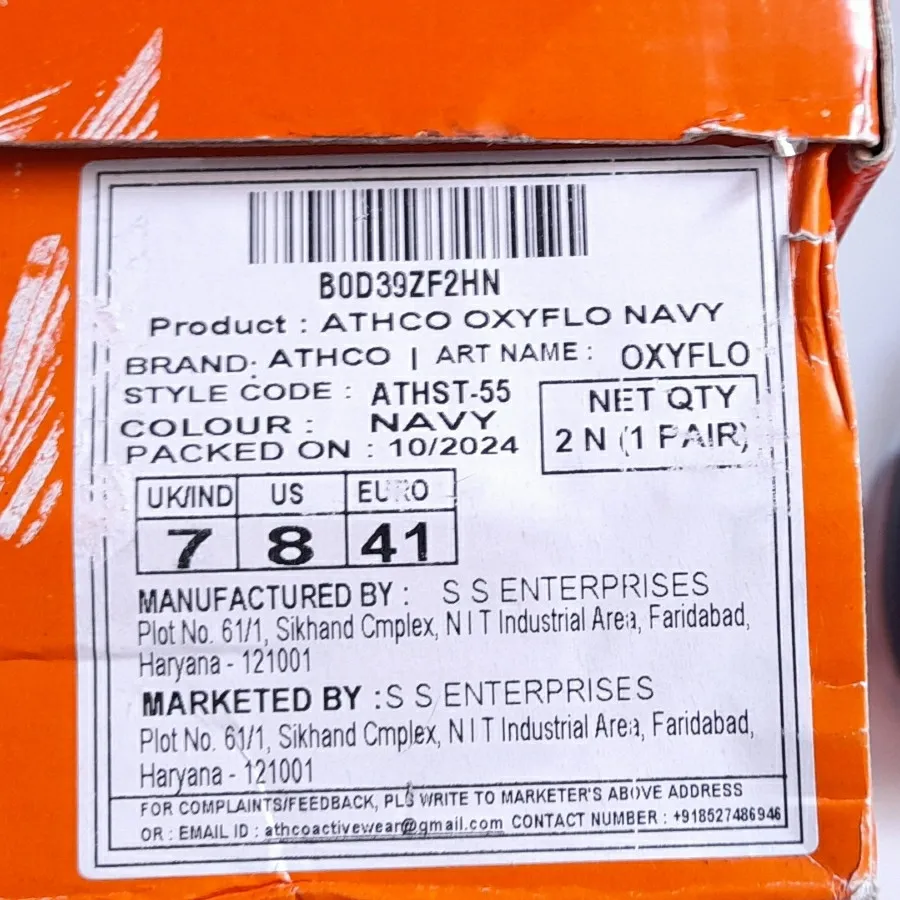 B0D39ZF2HN
Product : ATHCO OXYFLO NAVY
BRAND: ATHCO | ART NAME : OXYFLO
STYLE CODE : ATHST-55
COLOUR : NAVY
PACKED ON : 10/2024
NET QTY
2 N (1 PAIR)
UK/IND US EURO
7 8 41
MANUFACTURED BY : S S ENTERPRISES
Plot No. 61/1, Sikhand Cmplex, N I T Industrial Area, Faridabad,
Haryana - 121001
MARKETED BY : S S ENTERPRISES
Plot No. 61/1, Sikhand Cmplex, N I T Industrial Area, Faridabad,
Haryana - 121001
FOR COMPLAINTS/FEEDBACK, PLS WRITE TO MARKETER'S ABOVE ADDRESS
OR : EMAIL ID : athcoactivewear@gmail.com CONTACT NUMBER : +918527486946